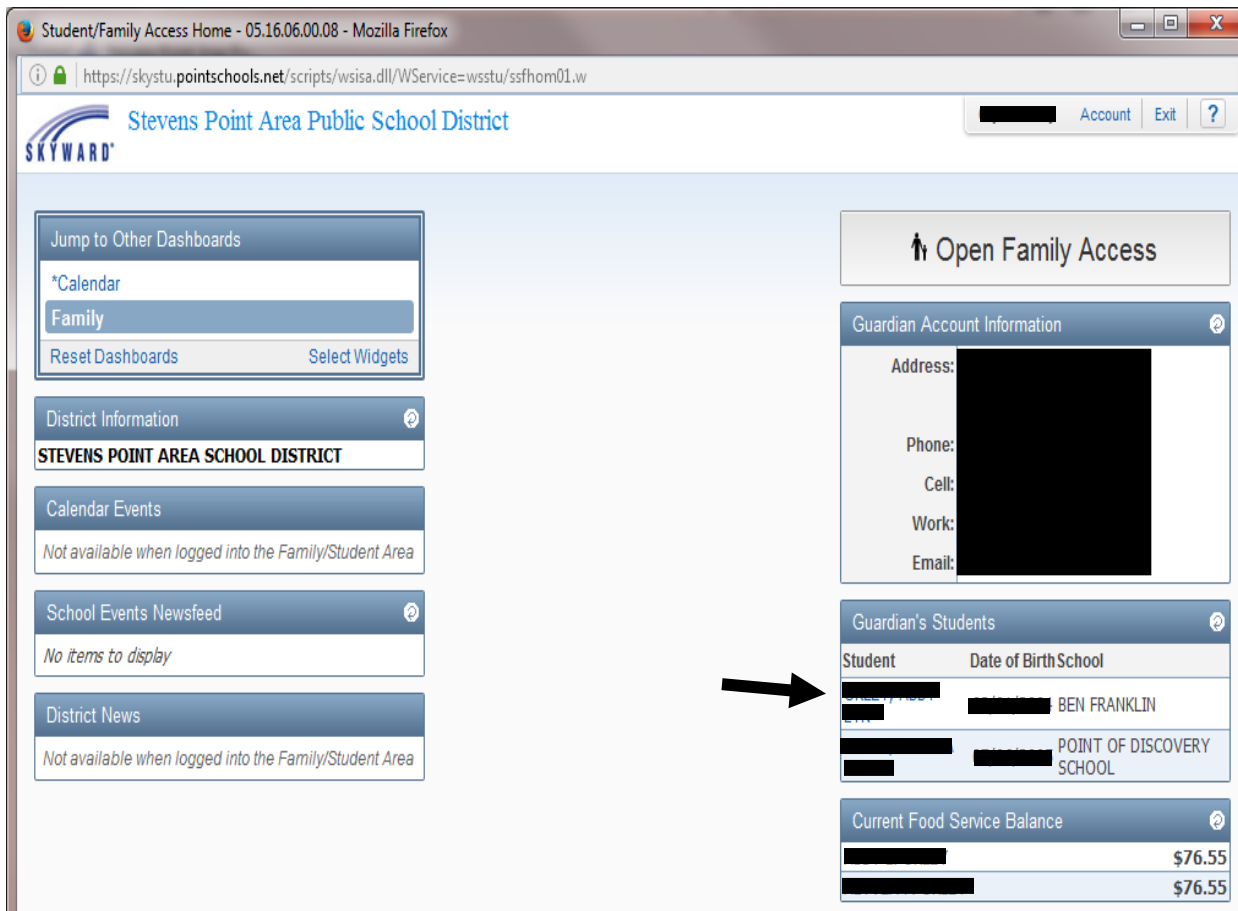 Student/Family Access Home - 05.16.06.00.08 - Mozilla Firefox
https://skystu.pointschools.net/scripts/wsisa.dll/WService=wsstu/ssfhom01.w
SKYWARD
Stevens Point Area Public School District
Account Exit ?
Jump to Other Dashboards
*Calendar
Family
Reset Dashboards Select Widgets
District Information
STEVENS POINT AREA SCHOOL DISTRICT
Calendar Events
Not available when logged into the Family/Student Area
School Events Newsfeed
No items to display
District News
Not available when logged into the Family/Student Area
Open Family Access
Guardian Account Information
Address:
Phone:
Cell:
Work:
Email:
Guardian's Students
Student Date of Birth School
BEN FRANKLIN
POINT OF DISCOVERY
SCHOOL
Current Food Service Balance
$76.55
$76.55